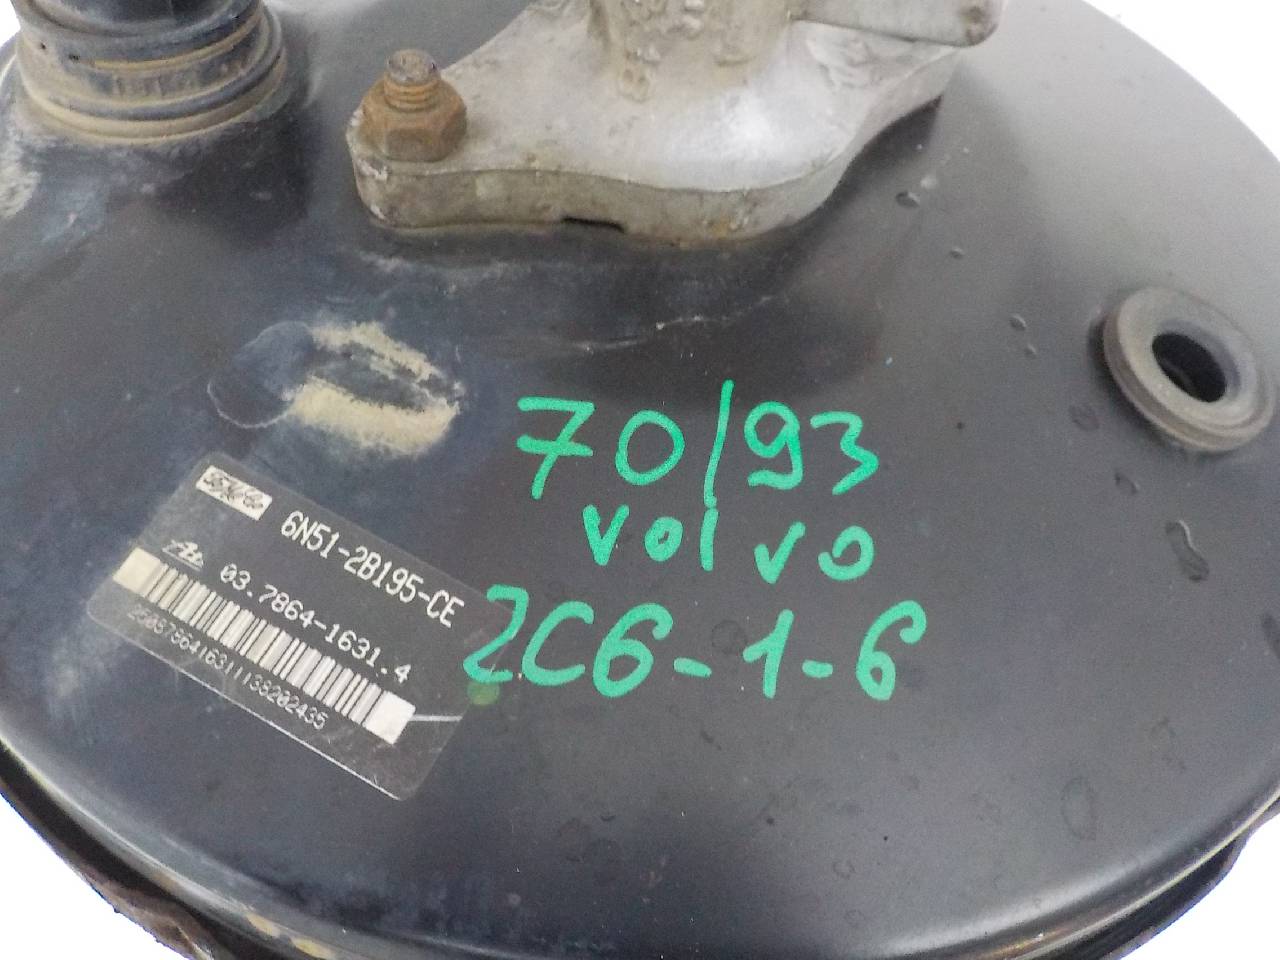 6N51-2B195-CE
03.7864-1631.4
70/93
volvo
2C6-1-6